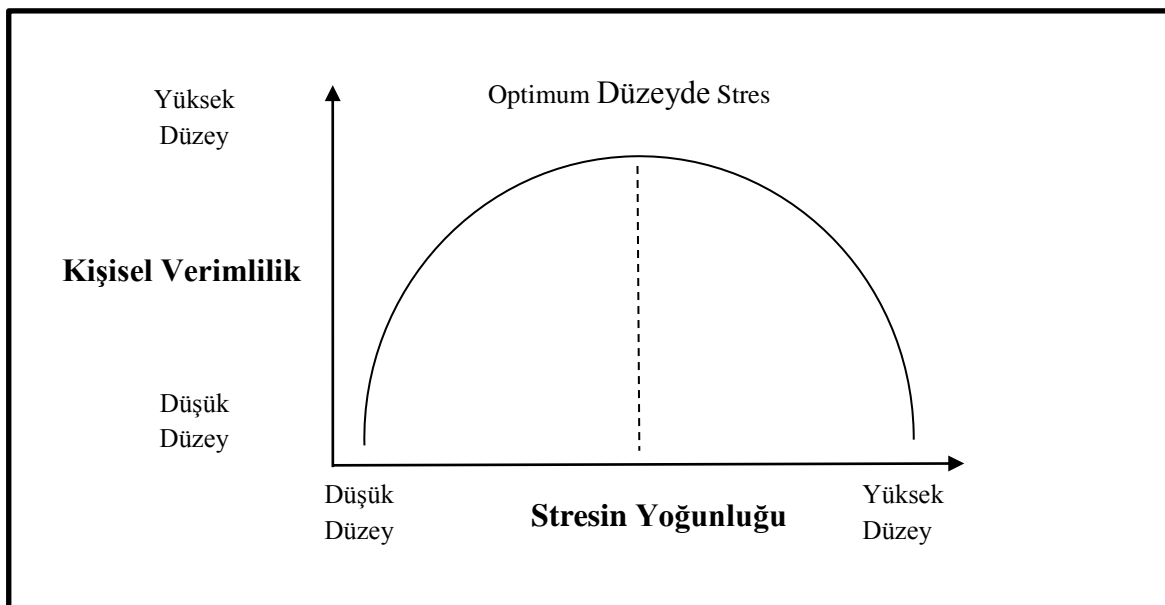 Yüksek
Düzey
Optimum Düzeyde Stres
Kişisel Verimlilik
Düşük
Düzey
Düşük
Düzey
Stresin Yoğunluğu
Yüksek
Düzey